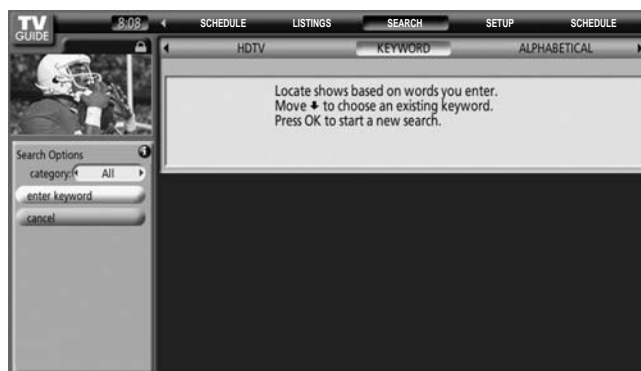 TV GUIDE
8:08
SCHEDULE LISTINGS SEARCH SETUP SCHEDULE
HDTV KEYWORD ALPHABETICAL
Locate shows based on words you enter.
Move to choose an existing keyword.
Press OK to start a new search.
Search Options
category: All
enter keyword
cancel